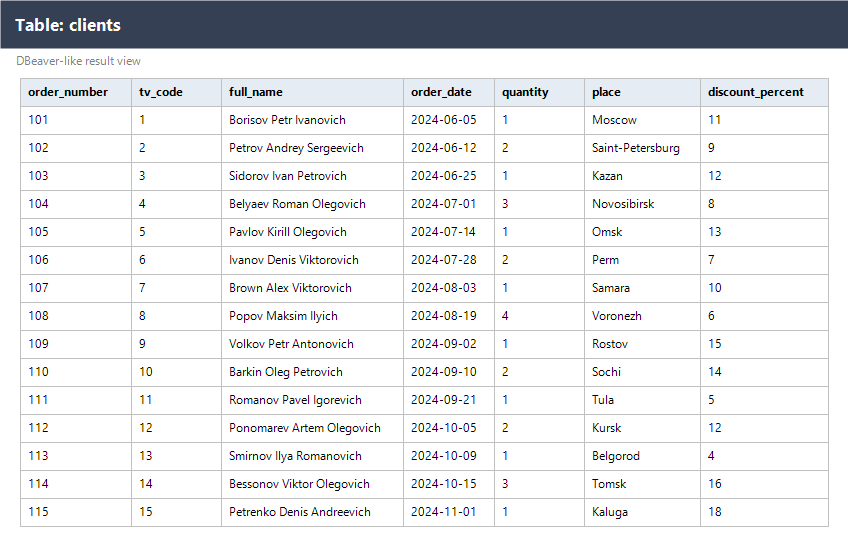 Table: clients
DBeaver-like result view
order_number tv_code full_name order_date quantity place discount_percent
101 1 Borisov Petr Ivanovich 2024-06-05 1 Moscow 11
102 2 Petrov Andrey Sergeevich 2024-06-12 2 Saint-Petersburg 9
103 3 Sidorov Ivan Petrovich 2024-06-25 1 Kazan 12
104 4 Belyaev Roman Olegovich 2024-07-01 3 Novosibirsk 8
105 5 Pavlov Kirill Olegovich 2024-07-14 1 Omsk 13
106 6 Ivanov Denis Viktorovich 2024-07-28 2 Perm 7
107 7 Brown Alex Viktorovich 2024-08-03 1 Samara 10
108 8 Popov Maksim Ilyich 2024-08-19 4 Voronezh 6
109 9 Volkov Petr Antonovich 2024-09-02 1 Rostov 15
110 10 Barkin Oleg Petrovich 2024-09-10 2 Sochi 14
111 11 Romanov Pavel Igorevich 2024-09-21 1 Tula 5
112 12 Ponomarev Artem Olegovich 2024-10-05 2 Kursk 12
113 13 Smirnov Ilya Romanovich 2024-10-09 1 Belgorod 4
114 14 Bessonov Viktor Olegovich 2024-10-15 3 Tomsk 16
115 15 Petrenko Denis Andreevich 2024-11-01 1 Kaluga 18